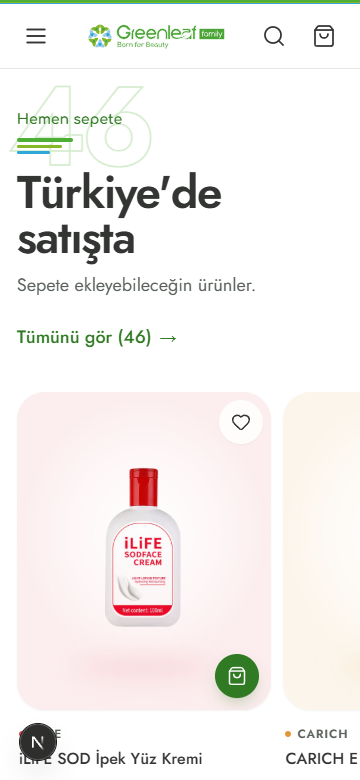 Greenleaf family
Born for Beauty
46
Hemen sepete
Türkiye'de
satışta
Sepete ekleyebileceğin ürünler.
Tümünü gör (46) →
iLiFE
SODFACE
CREAM
Net content: 100ml
N
CARICH
iLiFE SOD İpek Yüz Kremi
CARICH E